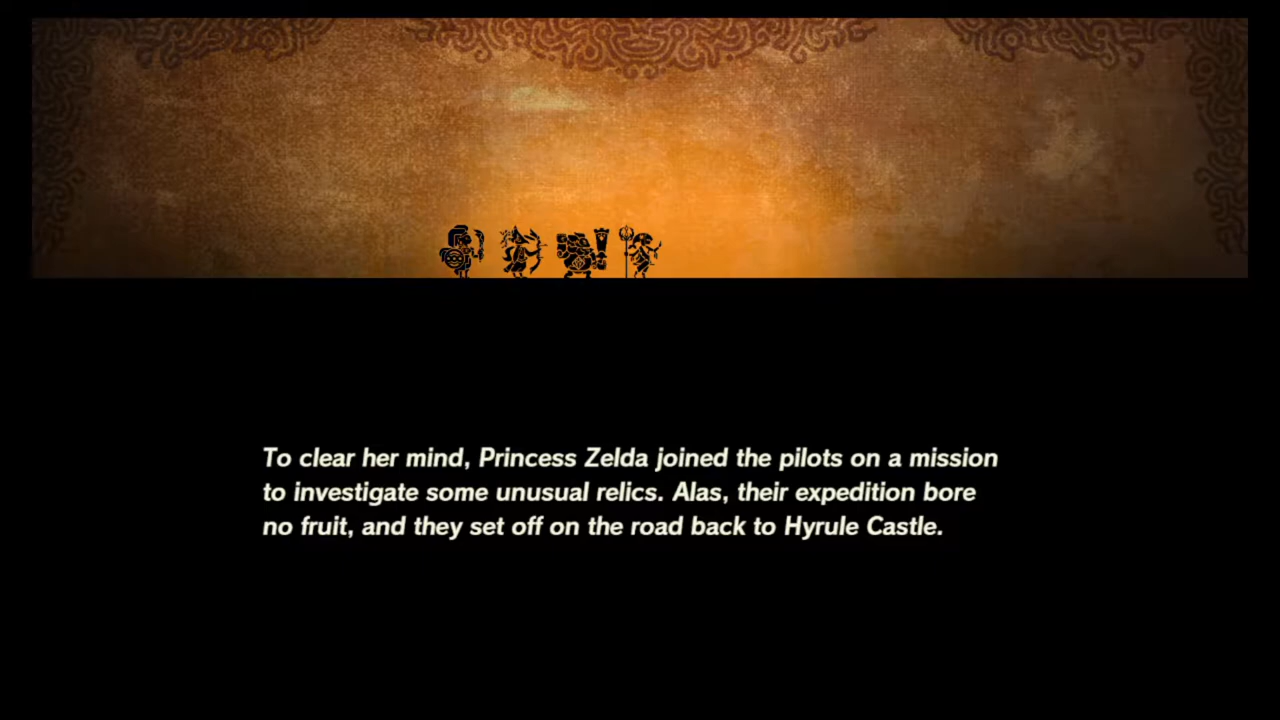 To clear her mind, Princess Zelda joined the pilots on a mission
to investigate some unusual relics. Alas, their expedition bore
no fruit, and they set off on the road back to Hyrule Castle.